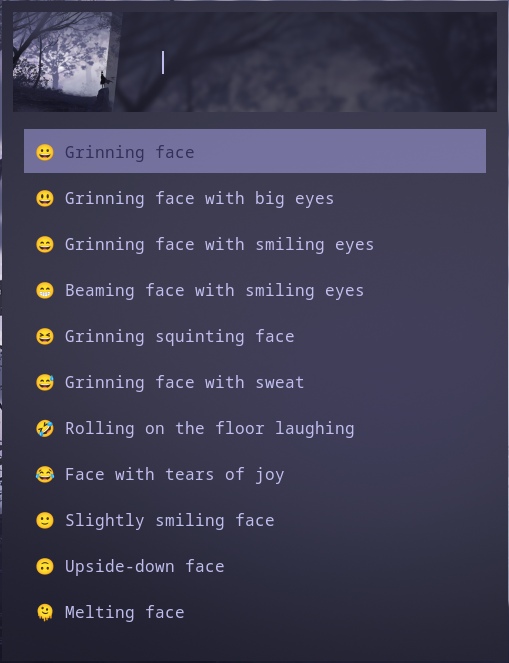 😀 Grinning face
😃 Grinning face with big eyes
😄 Grinning face with smiling eyes
😁 Beaming face with smiling eyes
😆 Grinning squinting face
😅 Grinning face with sweat
🤣 Rolling on the floor laughing
😂 Face with tears of joy
🙂 Slightly smiling face
🙃 Upside-down face
🫠 Melting face